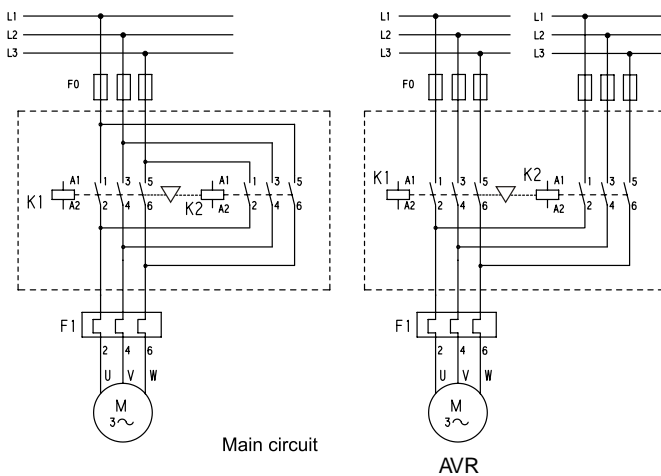 L1
L2
L3
F0
K1
A1
A2
1 3 5
2 4 6
K2
A1
A2
1 3 5
2 4 6
F1
2 4 6
U V W
M
3~
Main circuit
L1
L2
L3
L1
L2
L3
F0
K1
A1
A2
1 3 5
2 4 6
K2
A1
A2
1 3 5
2 4 6
F1
2 4 6
U V W
M
3~
AVR